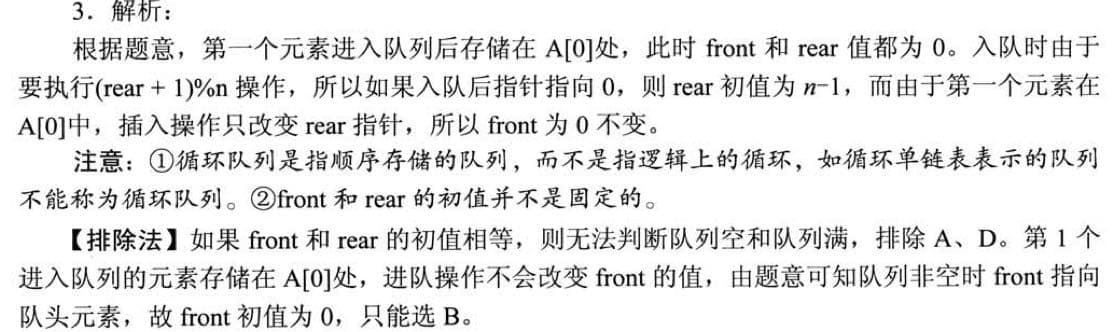 3．解析：
根据题意，第一个元素进入队列后存储在 A[0]处，此时 front 和 rear 值都为 0。入队时由于
要执行(rear + 1)%n 操作，所以如果入队后指针指向 0，则 rear 初值为 n−1，而由于第一个元素在
A[0]中，插入操作只改变 rear 指针，所以 front 为 0 不变。
注意：①循环队列是指顺序存储的队列，而不是指逻辑上的循环，如循环单链表表示的队列
不能称为循环队列。②front 和 rear 的初值并不是固定的。
【排除法】如果 front 和 rear 的初值相等，则无法判断队列空和队列满，排除 A、D。第 1 个
进入队列的元素存储在 A[0]处，进队操作不会改变 front 的值，由题意可知队列非空时 front 指向
队头元素，故 front 初值为 0，只能选 B。